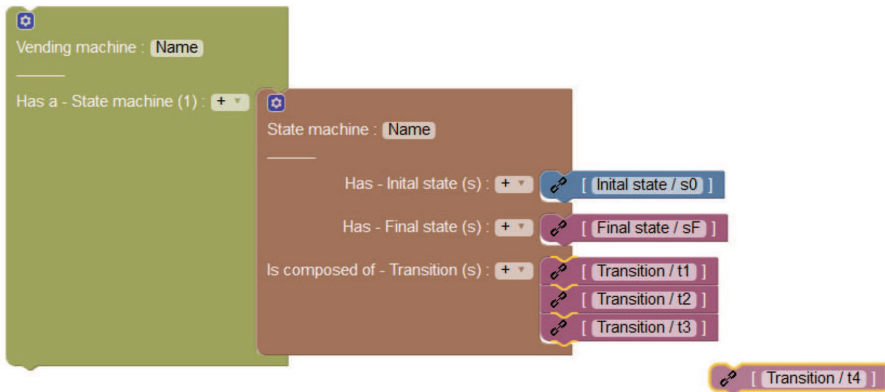 Vending machine : Name
Has a - State machine (1) : +
State machine : Name
Has - Inital state (s) : + [ Inital state / s0 ]
Has - Final state (s) : + [ Final state / sF ]
Is composed of - Transition (s) : + [ Transition / t1 ]
[ Transition / t2 ]
[ Transition / t3 ]
[ Transition / t4 ]